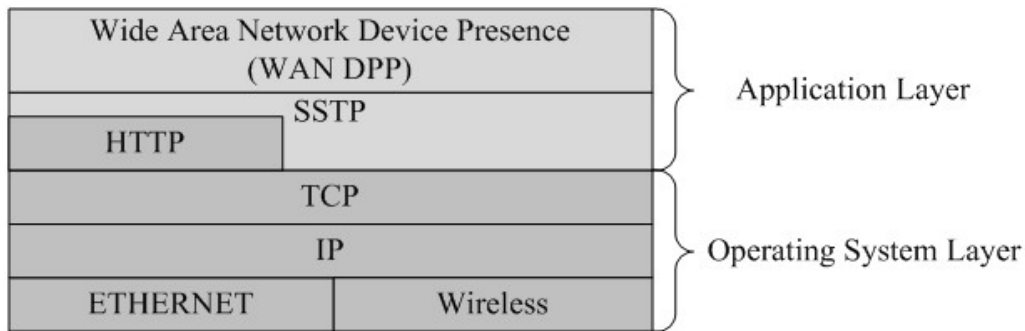 Wide Area Network Device Presence
(WAN DPP)
SSTP
HTTP
Application Layer
TCP
IP
ETHERNET
Wireless
Operating System Layer